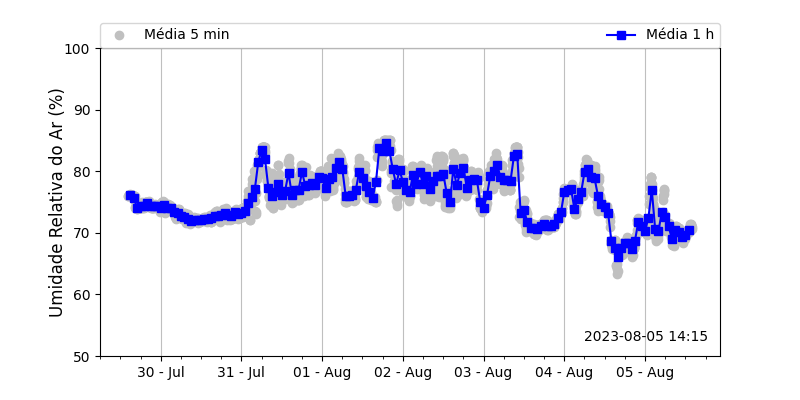 Média 5 min Média 1 h
Umidade Relativa do Ar (%)
100
90
80
70
60
50
2023-08-05 14:15
30 - Jul 31 - Jul 01 - Aug 02 - Aug 03 - Aug 04 - Aug 05 - Aug